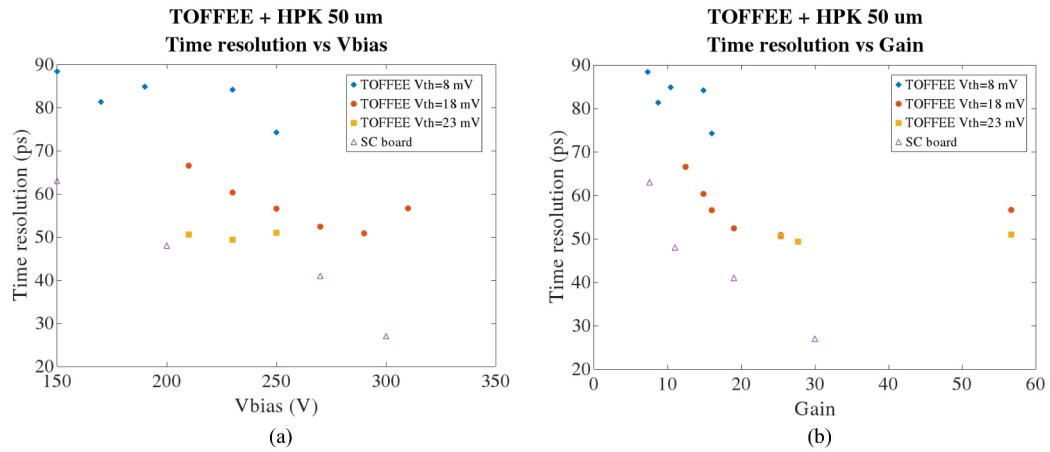 TOFFEE + HPK 50 um
Time resolution vs Vbias
90
80
70
60
50
40
30
20
Time resolution (ps)
TOFFEE Vth=8 mV
TOFFEE Vth=18 mV
TOFFEE Vth=23 mV
SC board
150 200 250 300 350
Vbias (V)
(a)
TOFFEE + HPK 50 um
Time resolution vs Gain
90
80
70
60
50
40
30
20
Time resolution (ps)
TOFFEE Vth=8 mV
TOFFEE Vth=18 mV
TOFFEE Vth=23 mV
SC board
0 10 20 30 40 50 60
Gain
(b)